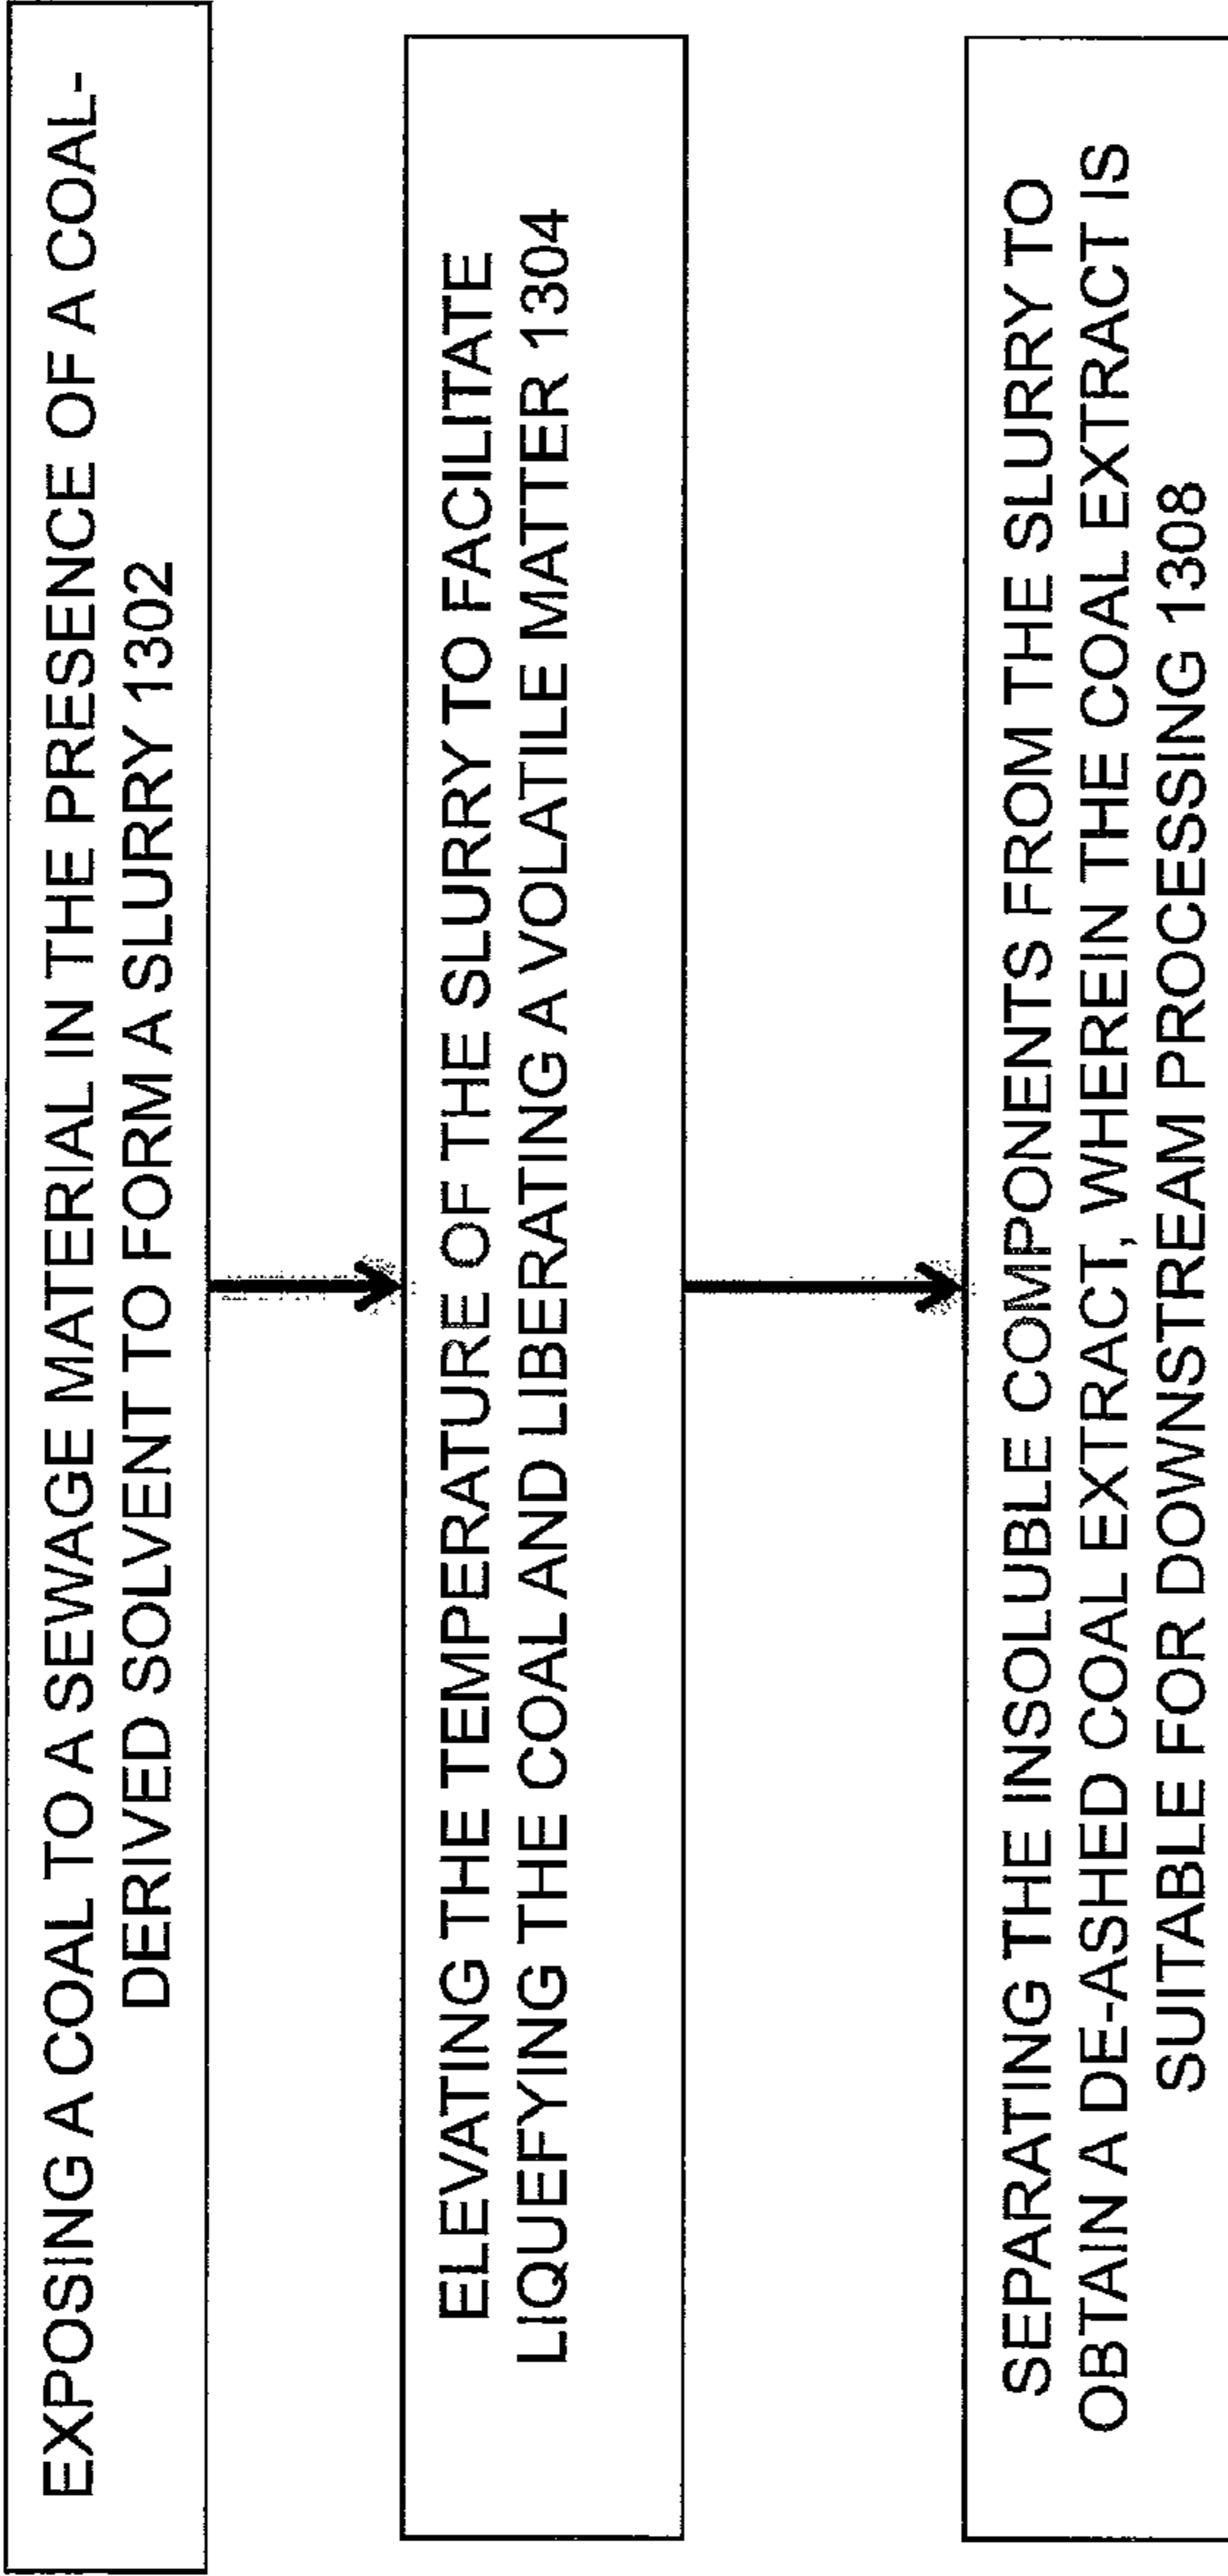 EXPOSING A COAL TO A SEWAGE MATERIAL IN THE PRESENCE OF A COAL-
DERIVED SOLVENT TO FORM A SLURRY 1302
ELEVATING THE TEMPERATURE OF THE SLURRY TO FACILITATE
LIQUEFYING THE COAL AND LIBERATING A VOLATILE MATTER 1304
SEPARATING THE INSOLUBLE COMPONENTS FROM THE SLURRY TO
OBTAIN A DE-ASHED COAL EXTRACT, WHEREIN THE COAL EXTRACT IS
SUITABLE FOR DOWNSTREAM PROCESSING 1308